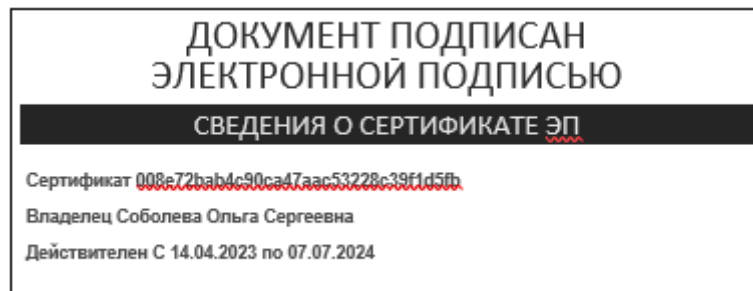 ДОКУМЕНТ ПОДПИСАН
ЭЛЕКТРОННОЙ ПОДПИСЬЮ
СВЕДЕНИЯ О СЕРТИФИКАТЕ ЭП
Сертификат 008e72bab4c90ca47aac53228c39f1d5fb
Владелец Соболева Ольга Сергеевна
Действителен С 14.04.2023 по 07.07.2024